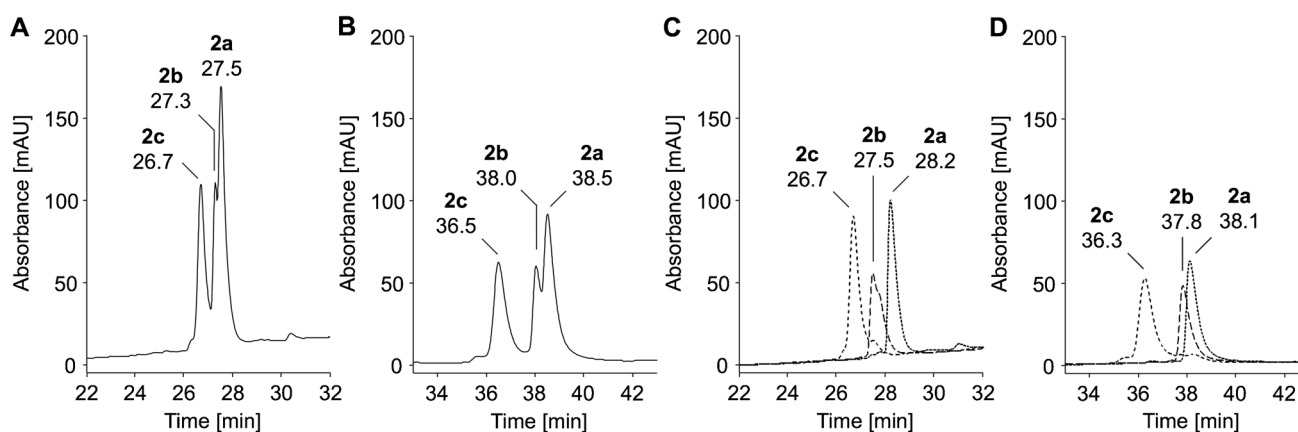 A
Absorbance [mAU]
200
150
100
50
0
2a
27.5
2b
27.3
2c
26.7
22 24 26 28 30 32
Time [min]
B
Absorbance [mAU]
200
150
100
50
0
2b
38.0
2a
38.5
2c
36.5
34 36 38 40 42
Time [min]
C
Absorbance [mAU]
200
150
100
50
0
2c
26.7
2b
27.5
2a
28.2
22 24 26 28 30 32
Time [min]
D
Absorbance [mAU]
200
150
100
50
0
2c
36.3
2b
37.8
2a
38.1
34 36 38 40 42
Time [min]